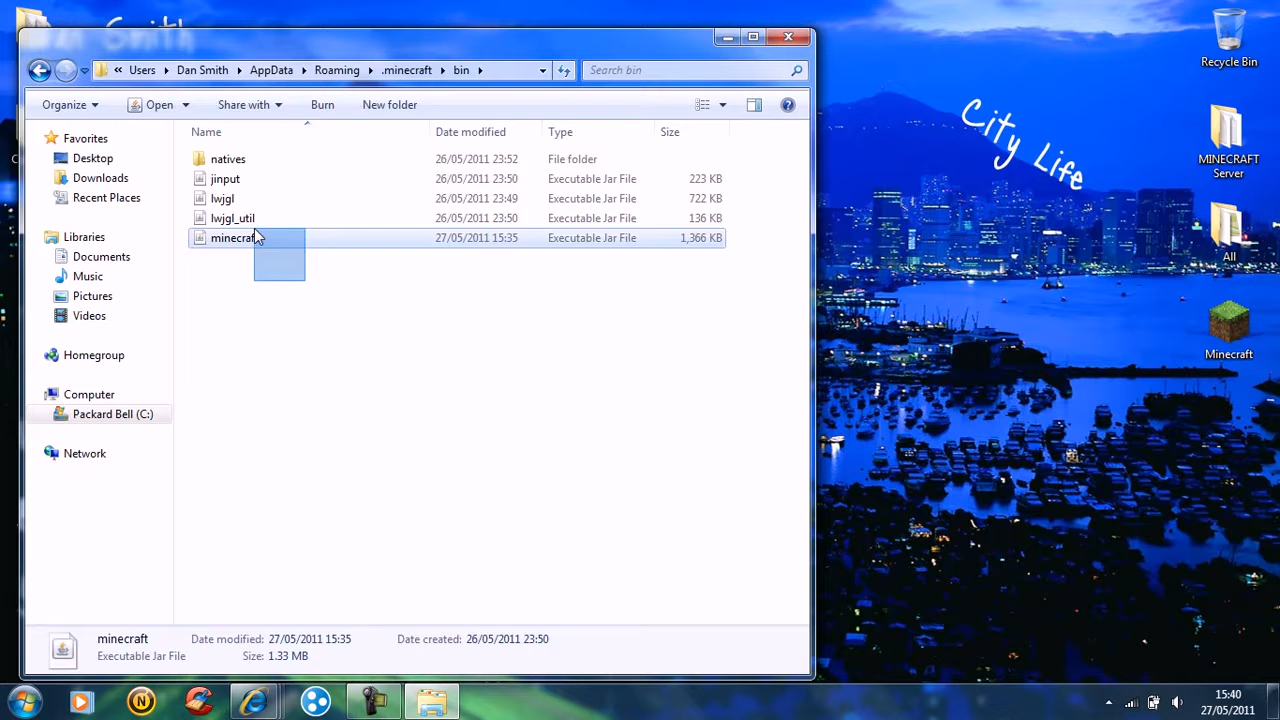 Smith
« Users ▸ Dan Smith ▸ AppData ▸ Roaming ▸ .minecraft ▸ bin ▸
Search bin
Organize Open Share with Burn New folder
Name Date modified Type Size
natives 26/05/2011 23:52 File folder
jinput 26/05/2011 23:50 Executable Jar File 223 KB
lwjgl 26/05/2011 23:49 Executable Jar File 722 KB
lwjgl_util 26/05/2011 23:50 Executable Jar File 136 KB
minecraft 27/05/2011 15:35 Executable Jar File 1,366 KB
Favorites
Desktop
Downloads
Recent Places
Libraries
Documents
Music
Pictures
Videos
Homegroup
Computer
Packard Bell (C:)
Network
minecraft Date modified: 27/05/2011 15:35 Date created: 26/05/2011 23:50
Executable Jar File Size: 1.33 MB
City Life
Recycle Bin
MINECRAFT
Server
All
Minecraft
N
15:40
27/05/2011